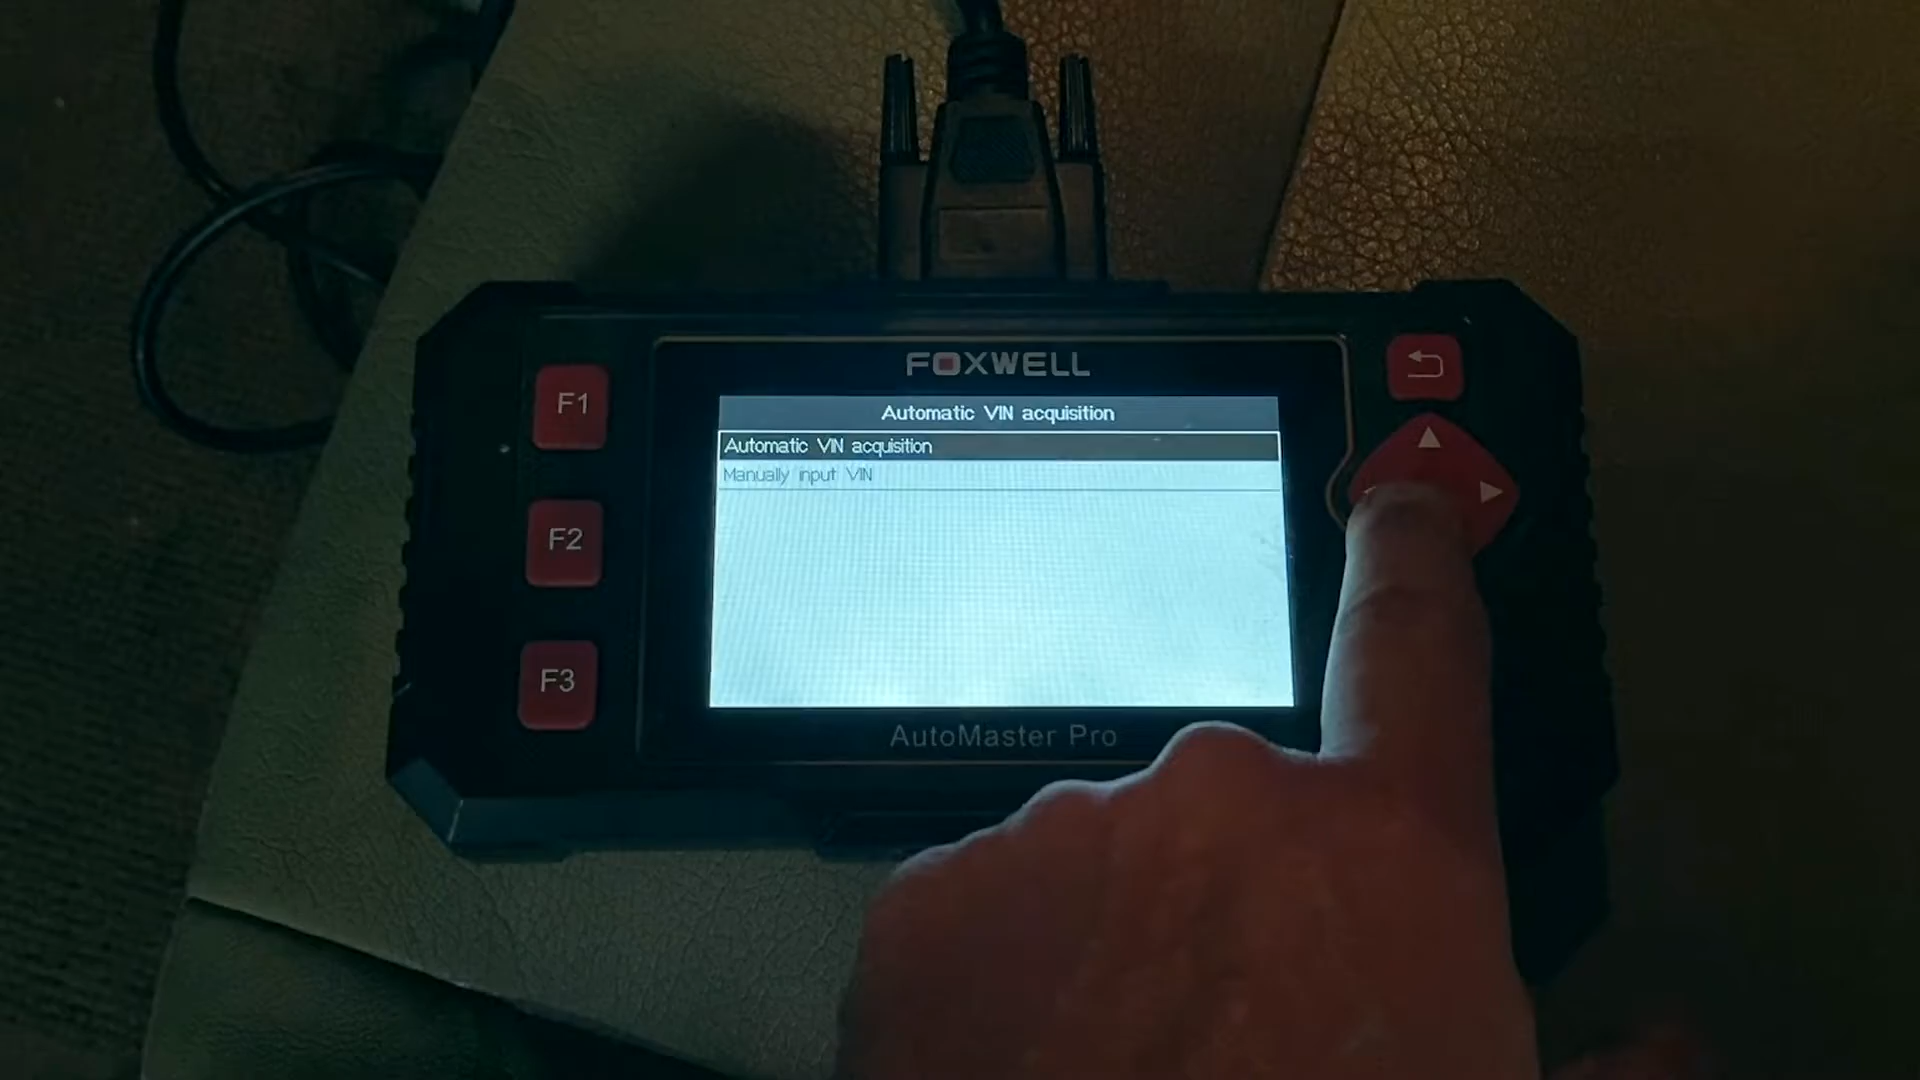 FOXWELL
Automatic VIN acquisition
Automatic VIN acquisition
Manually input VIN
F1
F2
F3
AutoMaster Pro